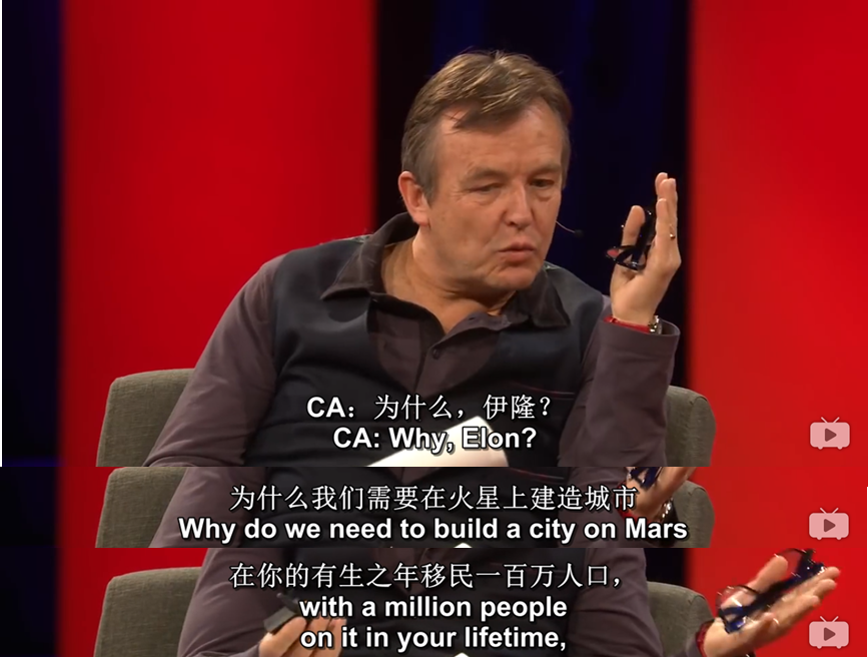 CA：为什么，伊隆？
CA: Why, Elon?
为什么我们需要在火星上建造城市
Why do we need to build a city on Mars
在你的有生之年移民一百万人口，
with a million people
on it in your lifetime,